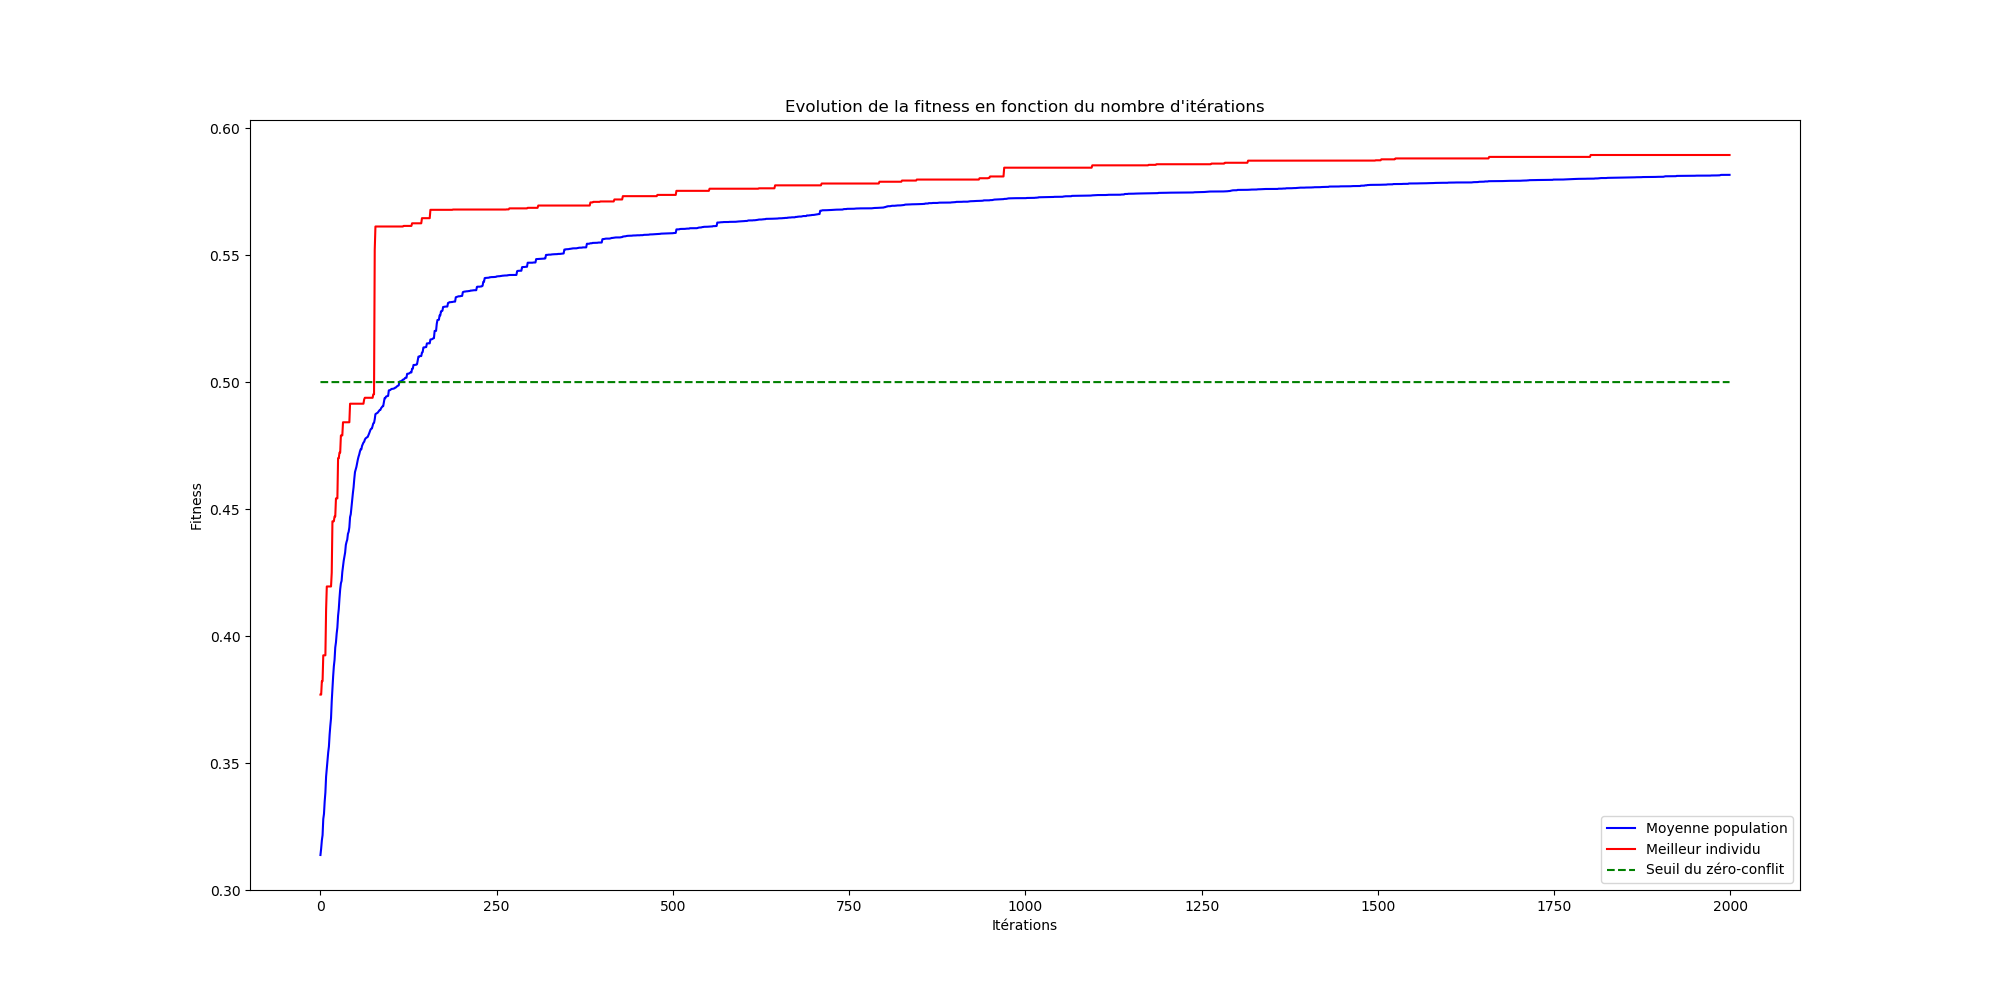 Evolution de la fitness en fonction du nombre d'itérations
0.60
0.55
0.50
0.45
0.40
0.35
0.30
Fitness
0 250 500 750 1000 1250 1500 1750 2000
Itérations
Moyenne population
Meilleur individu
Seuil du zéro-conflit